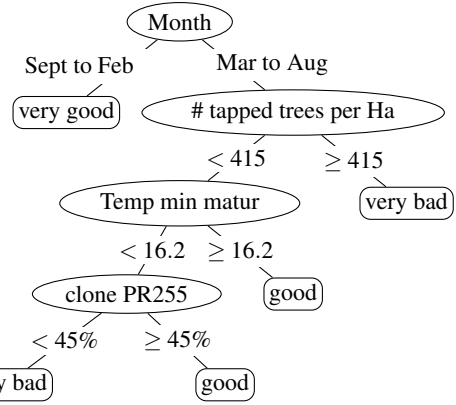 Month
Sept to Feb
Mar to Aug
very good
# tapped trees per Ha
< 415
≥ 415
Temp min matur
very bad
< 16.2
≥ 16.2
clone PR255
good
< 45%
≥ 45%
y bad
good